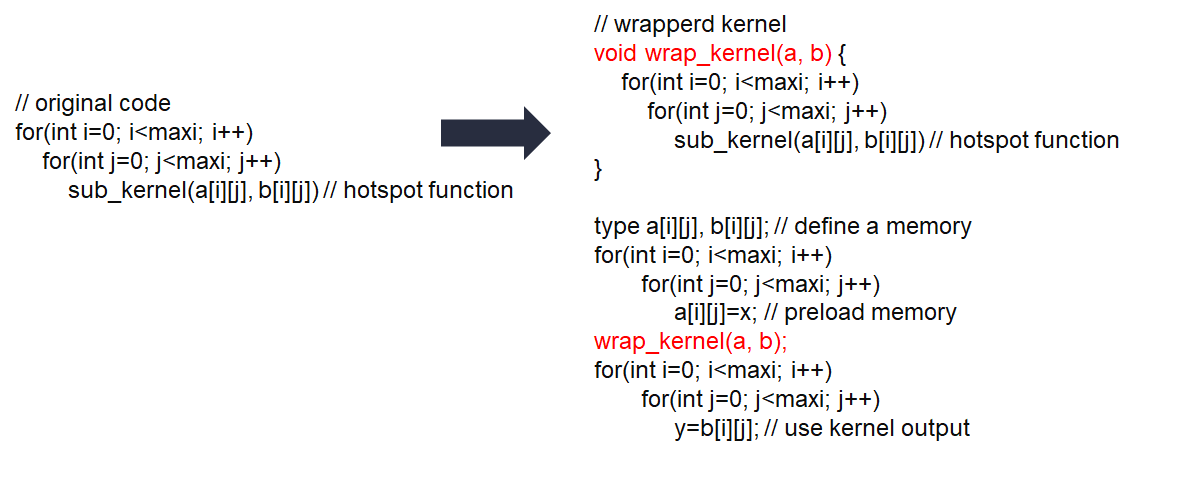 // original code
for(int i=0; i<maxi; i++)
for(int j=0; j<maxi; j++)
sub_kernel(a[i][j], b[i][j]) // hotspot function
// wrapperd kernel
void wrap_kernel(a, b) {
for(int i=0; i<maxi; i++)
for(int j=0; j<maxj; j++)
sub_kernel(a[i][j], b[i][j]) // hotspot function
}
type a[i][j], b[i][j]; // define a memory
for(int i=0; i<maxi; i++)
for(int j=0; j<maxi; j++)
a[i][j]=x; // preload memory
wrap_kernel(a, b);
for(int i=0; i<maxi; i++)
for(int j=0; j<maxi; j++)
y=b[i][j]; // use kernel output